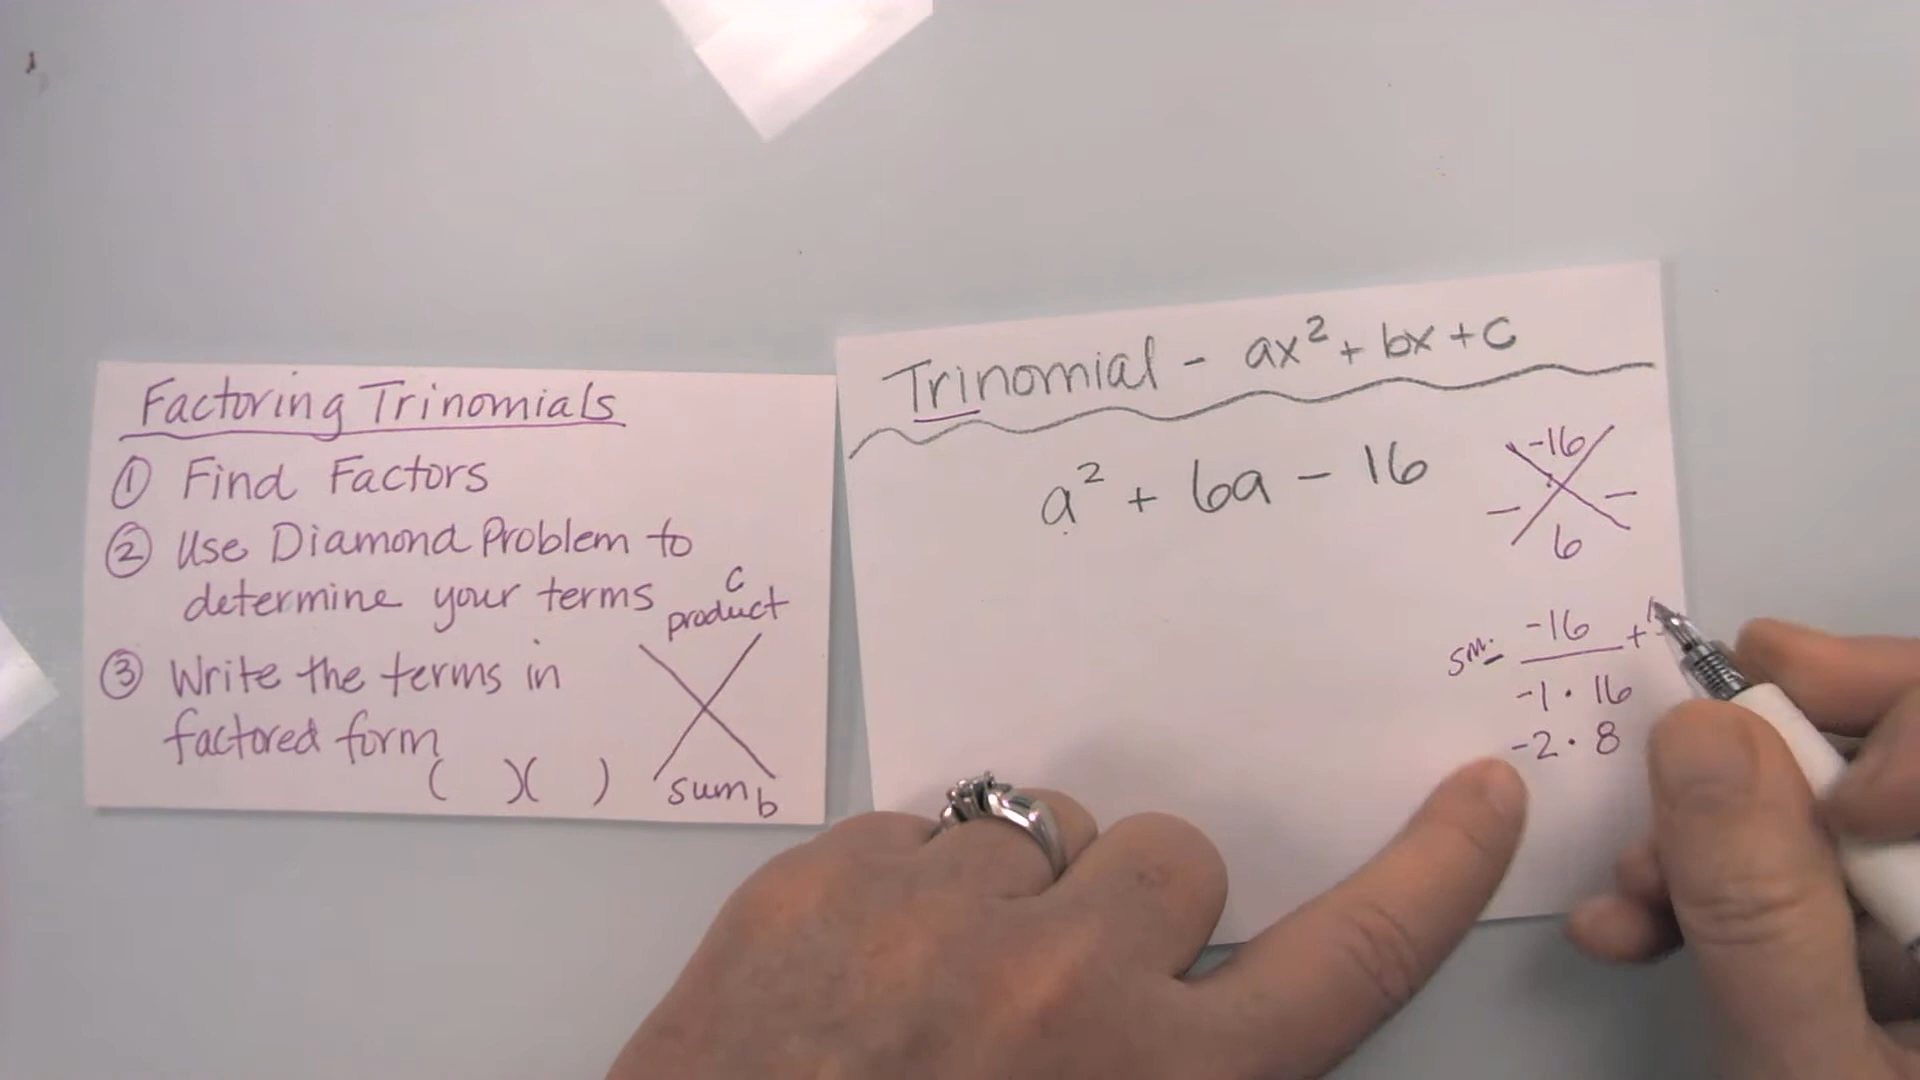 Factoring Trinomials
① Find Factors
② Use Diamond Problem to
determine your terms
c
product
sum b
③ Write the terms in
factored form
( )( )
Trinomial - ax² + bx + c
a² + 6a - 16
-16
6
sm. -16 +
-1 · 16
-2 · 8